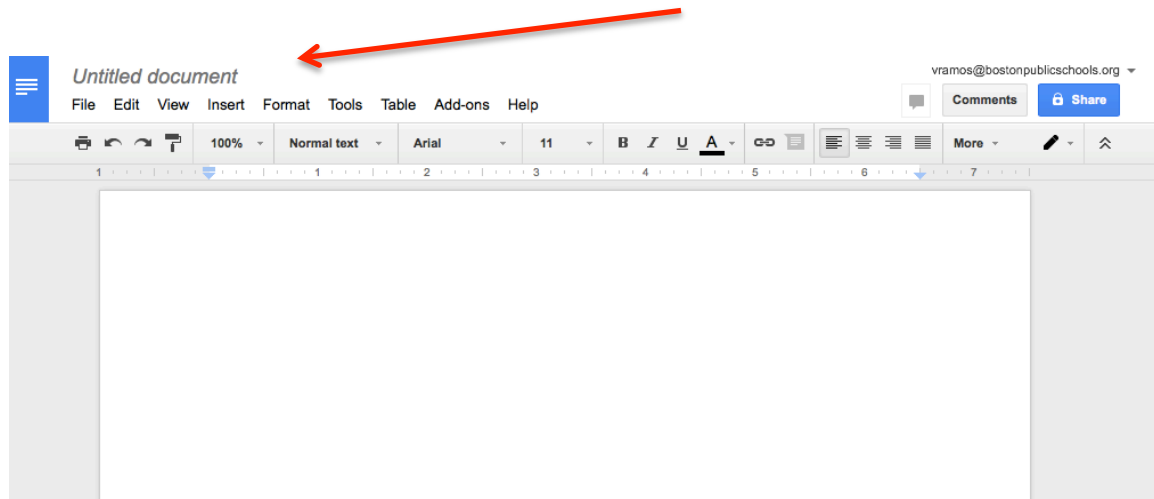 vramos@bostonpublicschools.org
Untitled document
File Edit View Insert Format Tools Table Add-ons Help
Comments Share
100% Normal text Arial 11 B I U A More
1 1 2 3 4 5 6 7